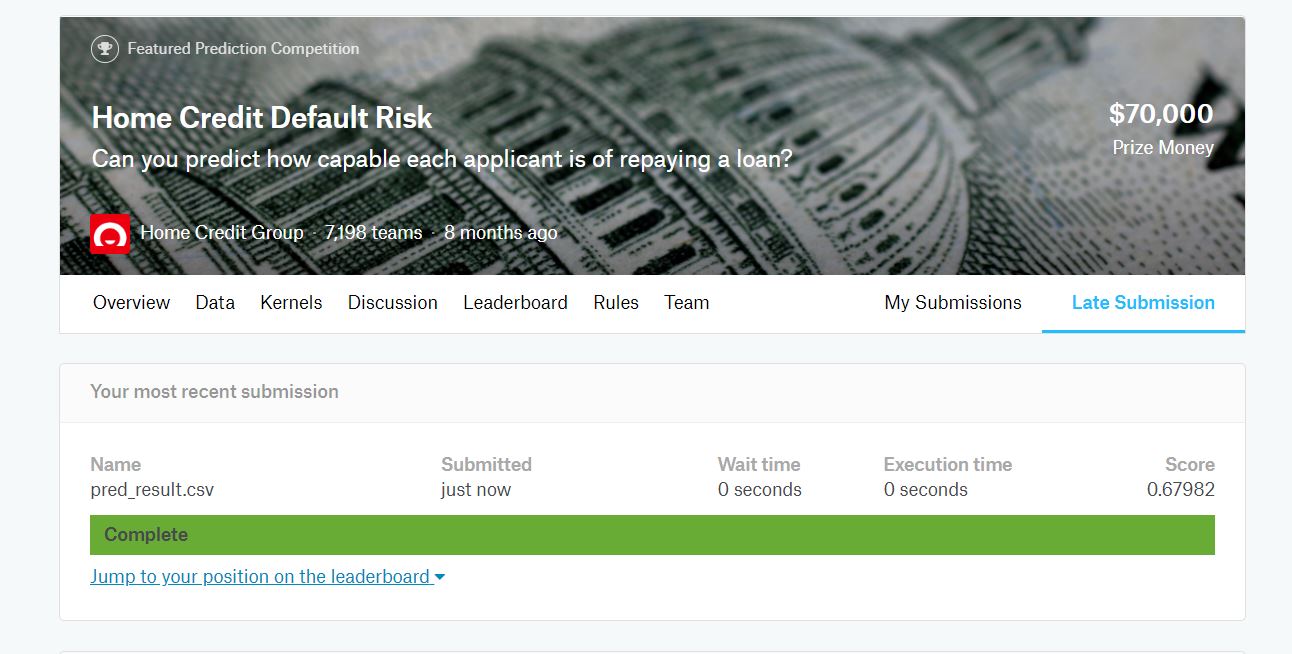 Featured Prediction Competition
Home Credit Default Risk
Can you predict how capable each applicant is of repaying a loan?
$70,000
Prize Money
Home Credit Group · 7,198 teams · 8 months ago
Overview Data Kernels Discussion Leaderboard Rules Team My Submissions Late Submission
Your most recent submission
Name Submitted Wait time Execution time Score
pred_result.csv just now 0 seconds 0 seconds 0.67982
Complete
Jump to your position on the leaderboard